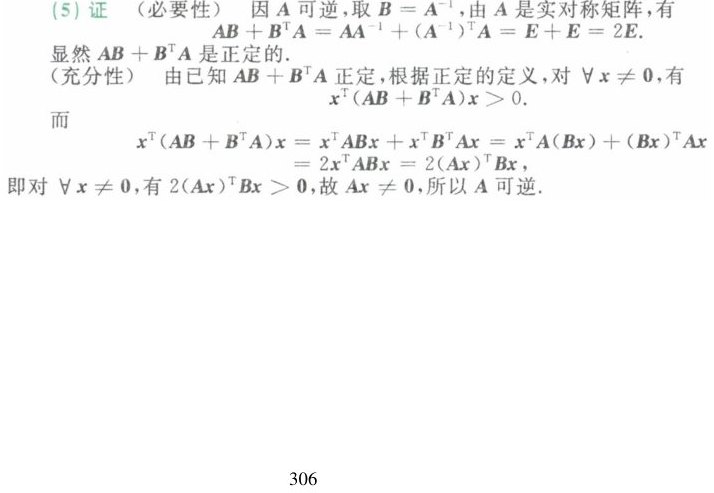 (5) 证 （必要性） 因 A 可逆,取 B = A⁻¹,由 A 是实对称矩阵,有
AB + BᵀA = AA⁻¹ + (A⁻¹)ᵀA = E + E = 2E.
显然 AB + BᵀA 是正定的.
（充分性） 由已知 AB + BᵀA 正定,根据正定的定义,对 ∀ x ≠ 0,有
xᵀ(AB + BᵀA)x > 0.
而
xᵀ(AB + BᵀA)x = xᵀABx + xᵀBᵀAx = xᵀA(Bx) + (Bx)ᵀAx
= 2xᵀABx = 2(Ax)ᵀBx,
即对 ∀ x ≠ 0,有 2(Ax)ᵀBx > 0,故 Ax ≠ 0,所以 A 可逆.
306